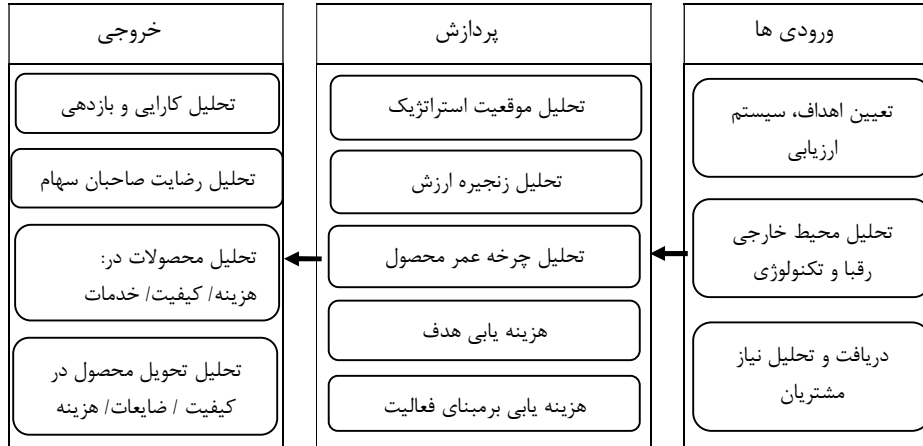 ورودی ها
تعیین اهداف، سیستم
ارزیابی
تحلیل محیط خارجی
رقبا و تکنولوژی
دریافت و تحلیل نیاز
مشتریان
پردازش
تحلیل موقعیت استراتژیک
تحلیل زنجیره ارزش
تحلیل چرخه عمر محصول
هزینه یابی هدف
هزینه یابی برمبنای فعالیت
خروجی
تحلیل کارایی و بازدهی
تحلیل رضایت صاحبان سهام
تحلیل محصولات در:
هزینه/ کیفیت/ خدمات
تحلیل تحویل محصول در
کیفیت / ضایعات/ هزینه